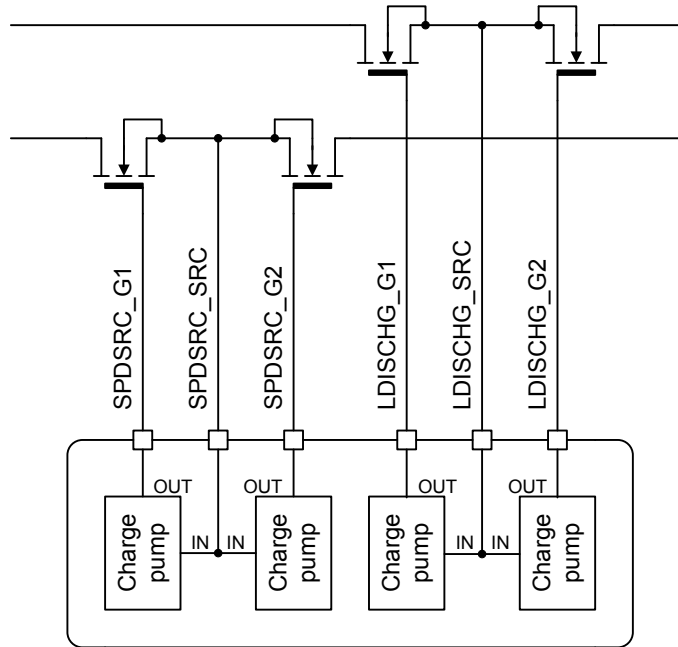 SPDSRC_G1
SPDSRC_SRC
SPDSRC_G2
LDISCHG_G1
LDISCHG_SRC
LDISCHG_G2
OUT
OUT
OUT
OUT
Charge
pump
IN
IN
Charge
pump
Charge
pump
IN
IN
Charge
pump